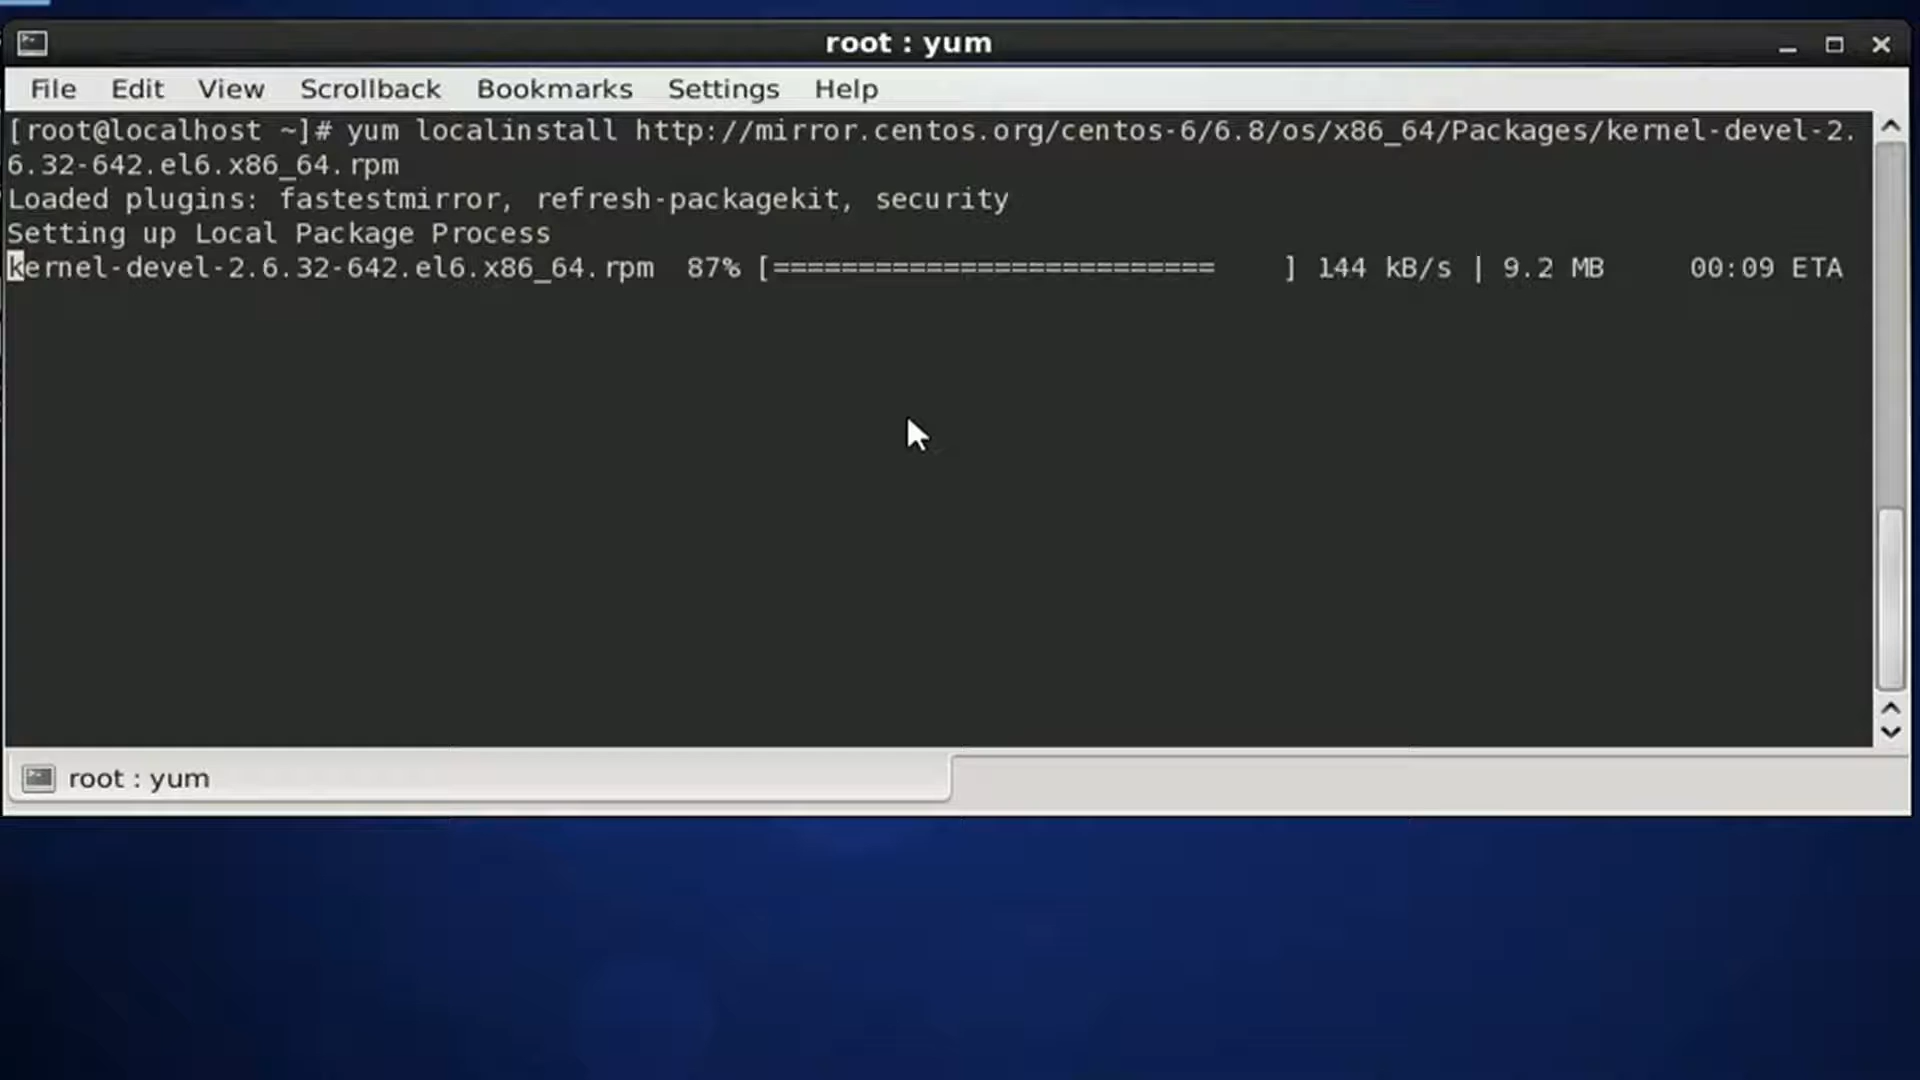 root : yum
File Edit View Scrollback Bookmarks Settings Help
[root@localhost ~]# yum localinstall http://mirror.centos.org/centos-6/6.8/os/x86_64/Packages/kernel-devel-2.
6.32-642.el6.x86_64.rpm
Loaded plugins: fastestmirror, refresh-packagekit, security
Setting up Local Package Process
kernel-devel-2.6.32-642.el6.x86_64.rpm  87% [==========================    ] 144 kB/s | 9.2 MB     00:09 ETA
root : yum